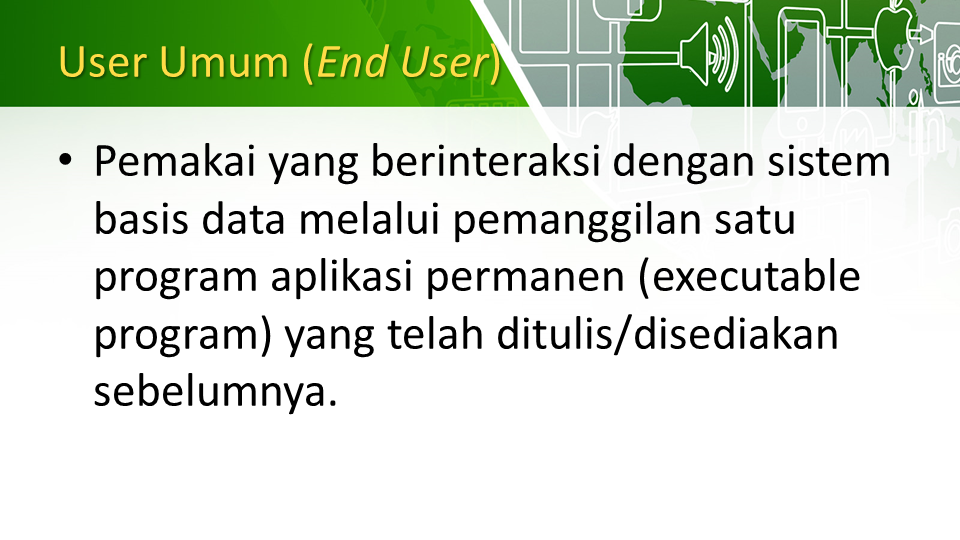 User Umum (End User)
• Pemakai yang berinteraksi dengan sistem
basis data melalui pemanggilan satu
program aplikasi permanen (executable
program) yang telah ditulis/disediakan
sebelumnya.